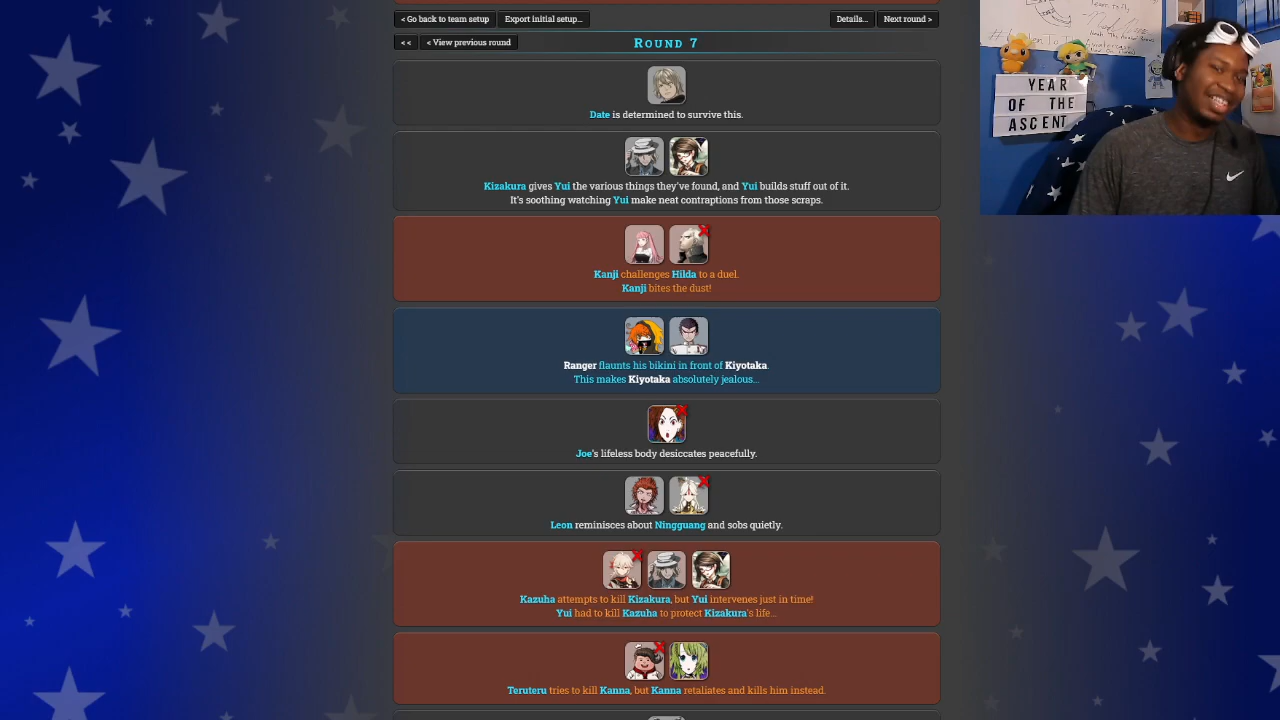 < Go back to team setup
Export initial setup...
Details...
Next round >
< <
< View previous round
Round 7
Date is determined to survive this.
Kizakura gives Yui the various things they've found, and Yui builds stuff out of it.
It's soothing watching Yui make neat contraptions from those scraps.
Kanji challenges Hilda to a duel.
Kanji bites the dust!
Ranger flaunts his bikini in front of Kiyotaka.
This makes Kiyotaka absolutely jealous...
Joe's lifeless body desiccates peacefully.
Leon reminisces about Ningguang and sobs quietly.
Kazuha attempts to kill Kizakura, but Yui intervenes just in time!
Yui had to kill Kazuha to protect Kizakura's life...
Teruteru tries to kill Kanna, but Kanna retaliates and kills him instead.
YEAR
OF THE
ASCENT